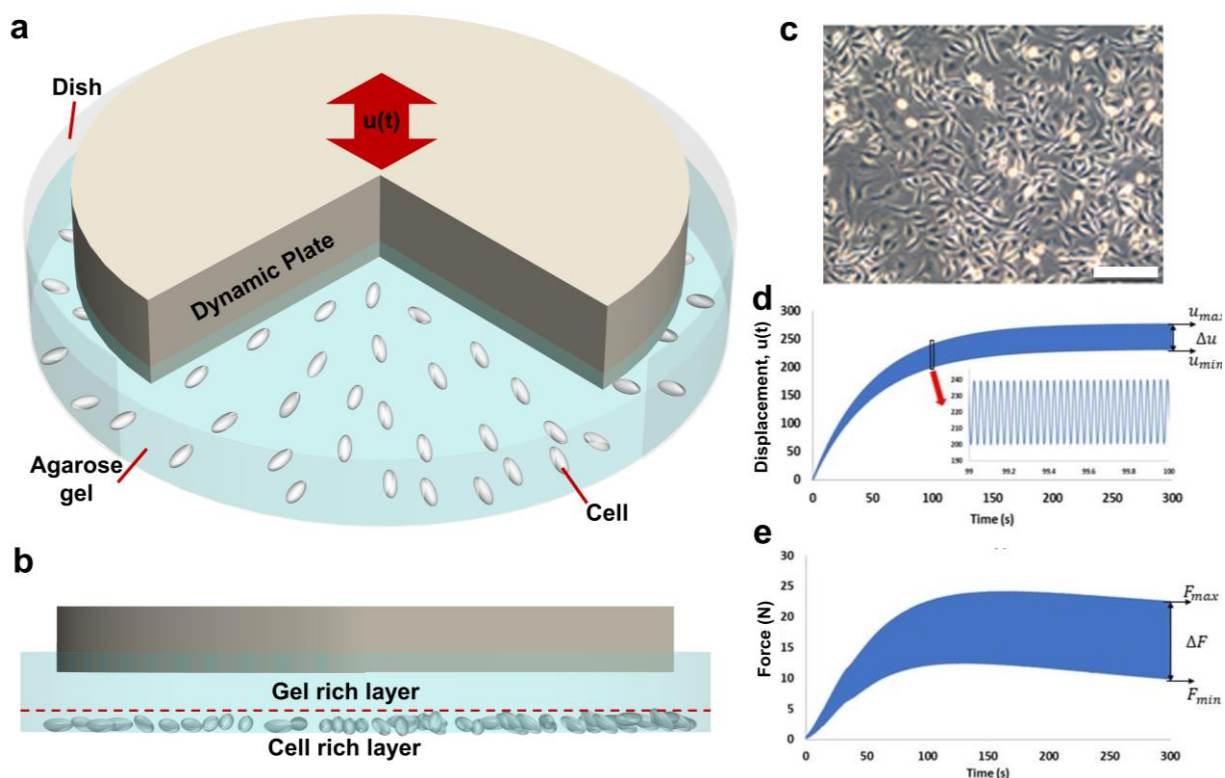 a
Dish
u(t)
Dynamic Plate
Agarose
gel
Cell
b
Gel rich layer
Cell rich layer
c
d
Displacement, u(t)
300
250
200
150
100
50
0
0 50 100 150 200 250 300
Time (s)
u_max
Δu
u_min
240
230
220
210
200
190
99 99.2 99.4 99.6 99.8 100
e
Force (N)
30
25
20
15
10
5
0
0 50 100 150 200 250 300
Time (s)
F_max
ΔF
F_min